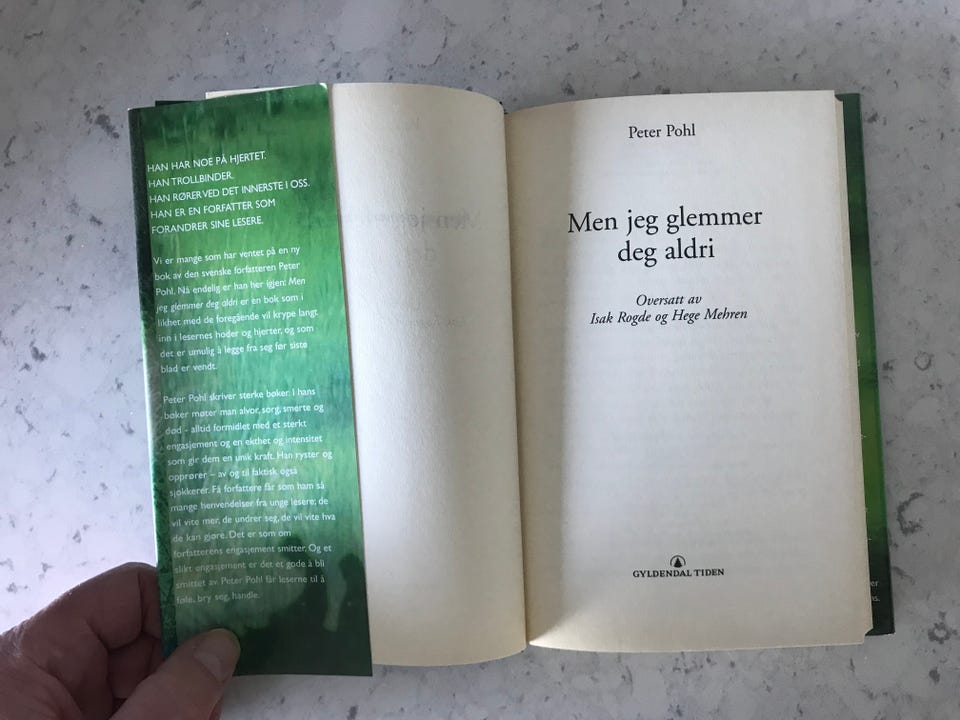 HAN HAR NOE PÅ HJERTET.
HAN TROLLBINDER.
HAN RØRER VED DET INNERSTE I OSS.
HAN ER EN FORFATTER SOM
FORANDRER SINE LESERE.
Vi er mange som har ventet på en ny
bok av den svenske forfatteren Peter
Pohl. Nå endelig er han her igjen: Men
jeg glemmer deg aldri er en bok som i
likhet med de foregående vil krype langt
inn i lesernes hoder og hjerter, og som
det er umulig å legge fra seg før siste
blad er vendt.
Peter Pohl skriver sterke bøker. I hans
bøker møter man alvor, sorg, smerte og
død - alltid formidlet med et sterkt
engasjement og en ekthet og intensitet
som gir dem en unik kraft. Han ryster og
opprører – av og til faktisk også
sjokkerer. Få forfattere får som ham så
mange henvendelser fra unge lesere; de
vil vite mer, de undrer seg, de vil vite hva
de kan gjøre. Det er som om
forfatterens engasjement smitter. Og et
slikt engasjement er det et gode å bli
smittet av. Peter Pohl får leserne til å
føle, bry seg, handle.
Peter Pohl
Men jeg glemmer
deg aldri
Oversatt av
Isak Rogde og Hege Mehren
GYLDENDAL TIDEN